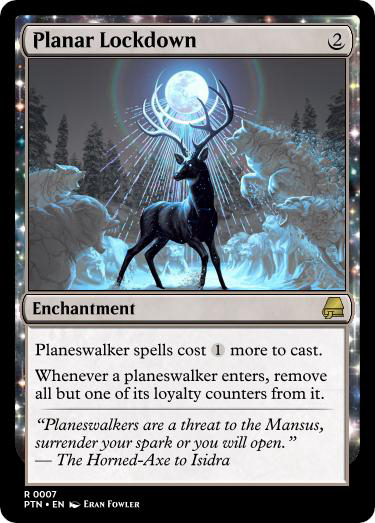 Planar Lockdown 2
Enchantment
Planeswalker spells cost 1 more to cast.
Whenever a planeswalker enters, remove
all but one of its loyalty counters from it.
“Planeswalkers are a threat to the Mansus,
surrender your spark or you will open.”
— The Horned-Axe to Isidra
R 0007
PTN • EN Eran Fowler